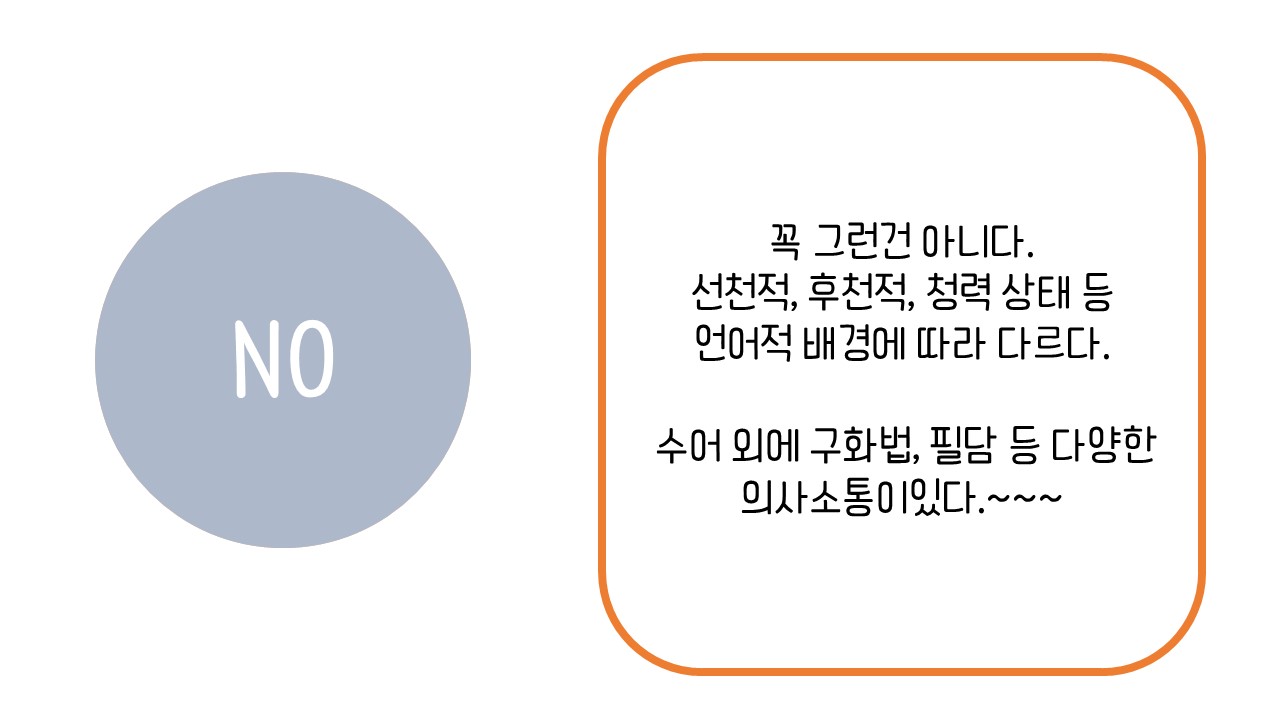 NO
꼭 그런건 아니다.
선천적, 후천적, 청력 상태 등
언어적 배경에 따라 다르다.
수어 외에 구화법, 필담 등 다양한
의사소통이있다.~~~